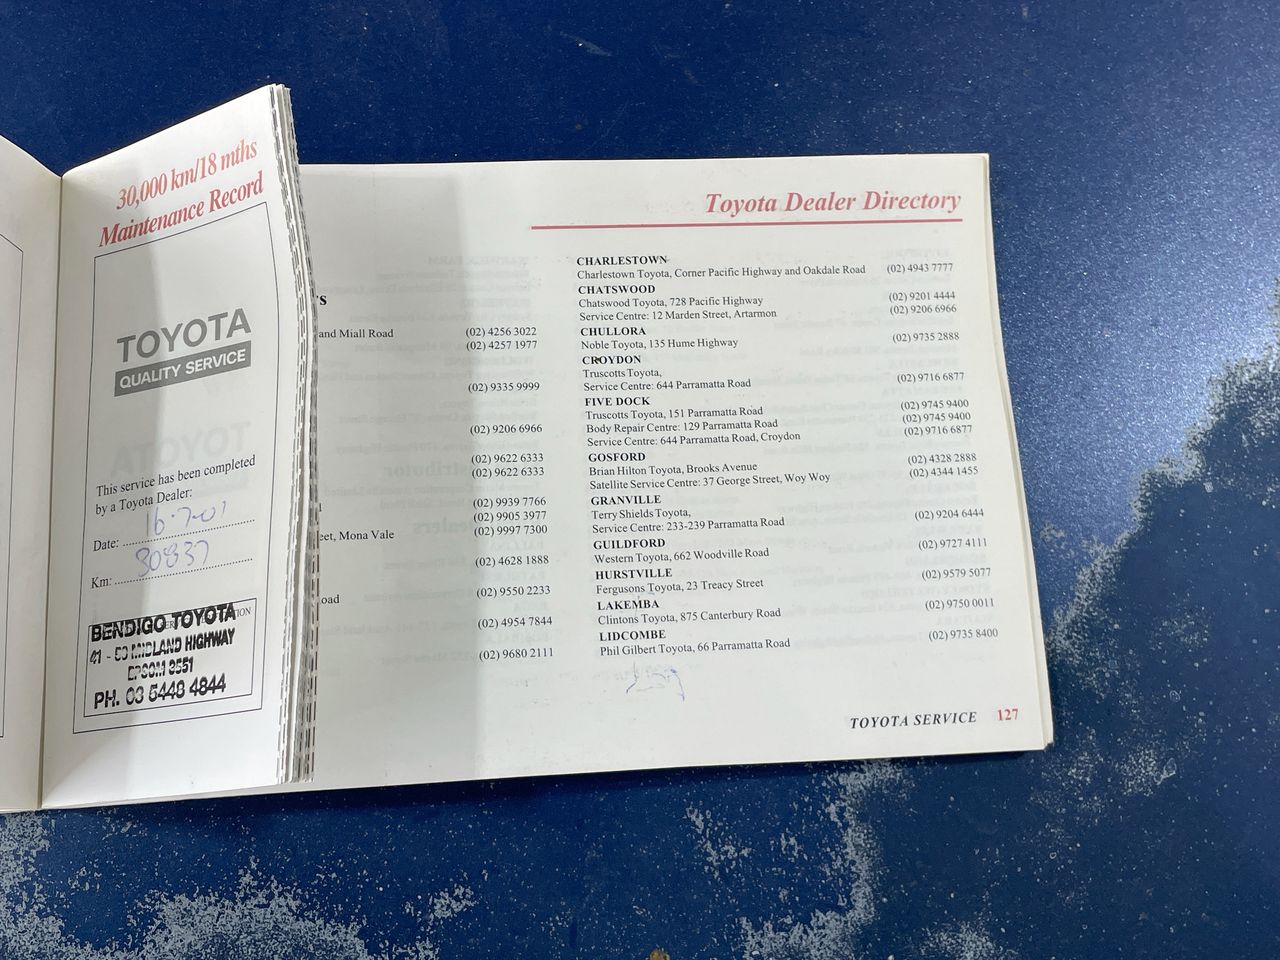 30,000 km/18 mths
Maintenance Record
TOYOTA
QUALITY SERVICE
This service has been completed
by a Toyota Dealer:
Date: 16-7-01
Km: 30837
BENDIGO TOYOTA
41 - 53 MIDLAND HIGHWAY
EPSOM 3551
PH. 03 5448 4844
and Miall Road (02) 4256 3022
(02) 4257 1977
(02) 9335 9999
(02) 9206 6966
(02) 9622 6333
(02) 9622 6333
(02) 9939 7766
(02) 9905 3977
Mona Vale (02) 9997 7300
(02) 4628 1888
(02) 9550 2233
(02) 4954 7844
(02) 9680 2111
Toyota Dealer Directory
CHARLESTOWN
Charlestown Toyota, Corner Pacific Highway and Oakdale Road (02) 4943 7777
CHATSWOOD
Chatswood Toyota, 728 Pacific Highway (02) 9201 4444
Service Centre: 12 Marden Street, Artarmon (02) 9206 6966
CHULLORA
Noble Toyota, 135 Hume Highway (02) 9735 2888
CROYDON
Truscotts Toyota,
Service Centre: 644 Parramatta Road (02) 9716 6877
FIVE DOCK
Truscotts Toyota, 151 Parramatta Road (02) 9745 9400
Body Repair Centre: 129 Parramatta Road (02) 9745 9400
Service Centre: 644 Parramatta Road, Croydon (02) 9716 6877
GOSFORD
Brian Hilton Toyota, Brooks Avenue (02) 4328 2888
Satellite Service Centre: 37 George Street, Woy Woy (02) 4344 1455
GRANVILLE
Terry Shields Toyota,
Service Centre: 233-239 Parramatta Road (02) 9204 6444
GUILDFORD
Western Toyota, 662 Woodville Road (02) 9727 4111
HURSTVILLE
Fergusons Toyota, 23 Treacy Street (02) 9579 5077
LAKEMBA
Clintons Toyota, 875 Canterbury Road (02) 9750 0011
LIDCOMBE
Phil Gilbert Toyota, 66 Parramatta Road (02) 9735 8400
TOYOTA SERVICE 127